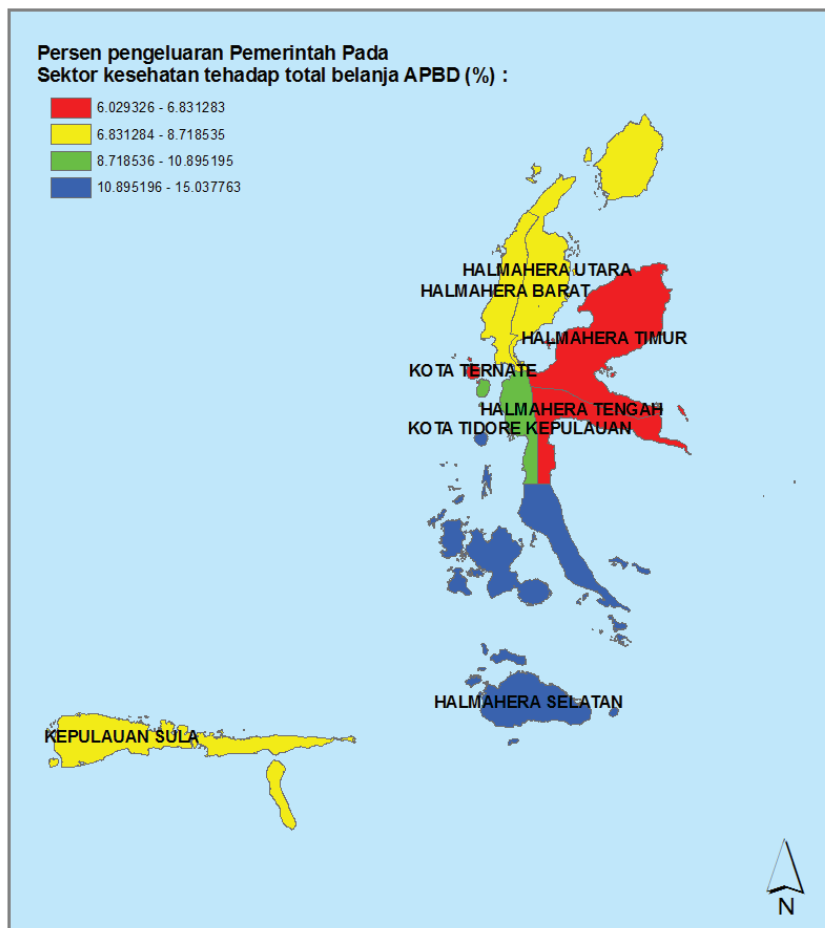 Persen pengeluaran Pemerintah Pada
Sektor kesehatan tehadap total belanja APBD (%) :
6.029326 - 6.831283
6.831284 - 8.718535
8.718536 - 10.895195
10.895196 - 15.037763
HALMAHERA UTARA
HALMAHERA BARAT
HALMAHERA TIMUR
KOTA TERNATE
HALMAHERA TENGAH
KOTA TIDORE KEPULAUAN
HALMAHERA SELATAN
KEPULAUAN SULA
N